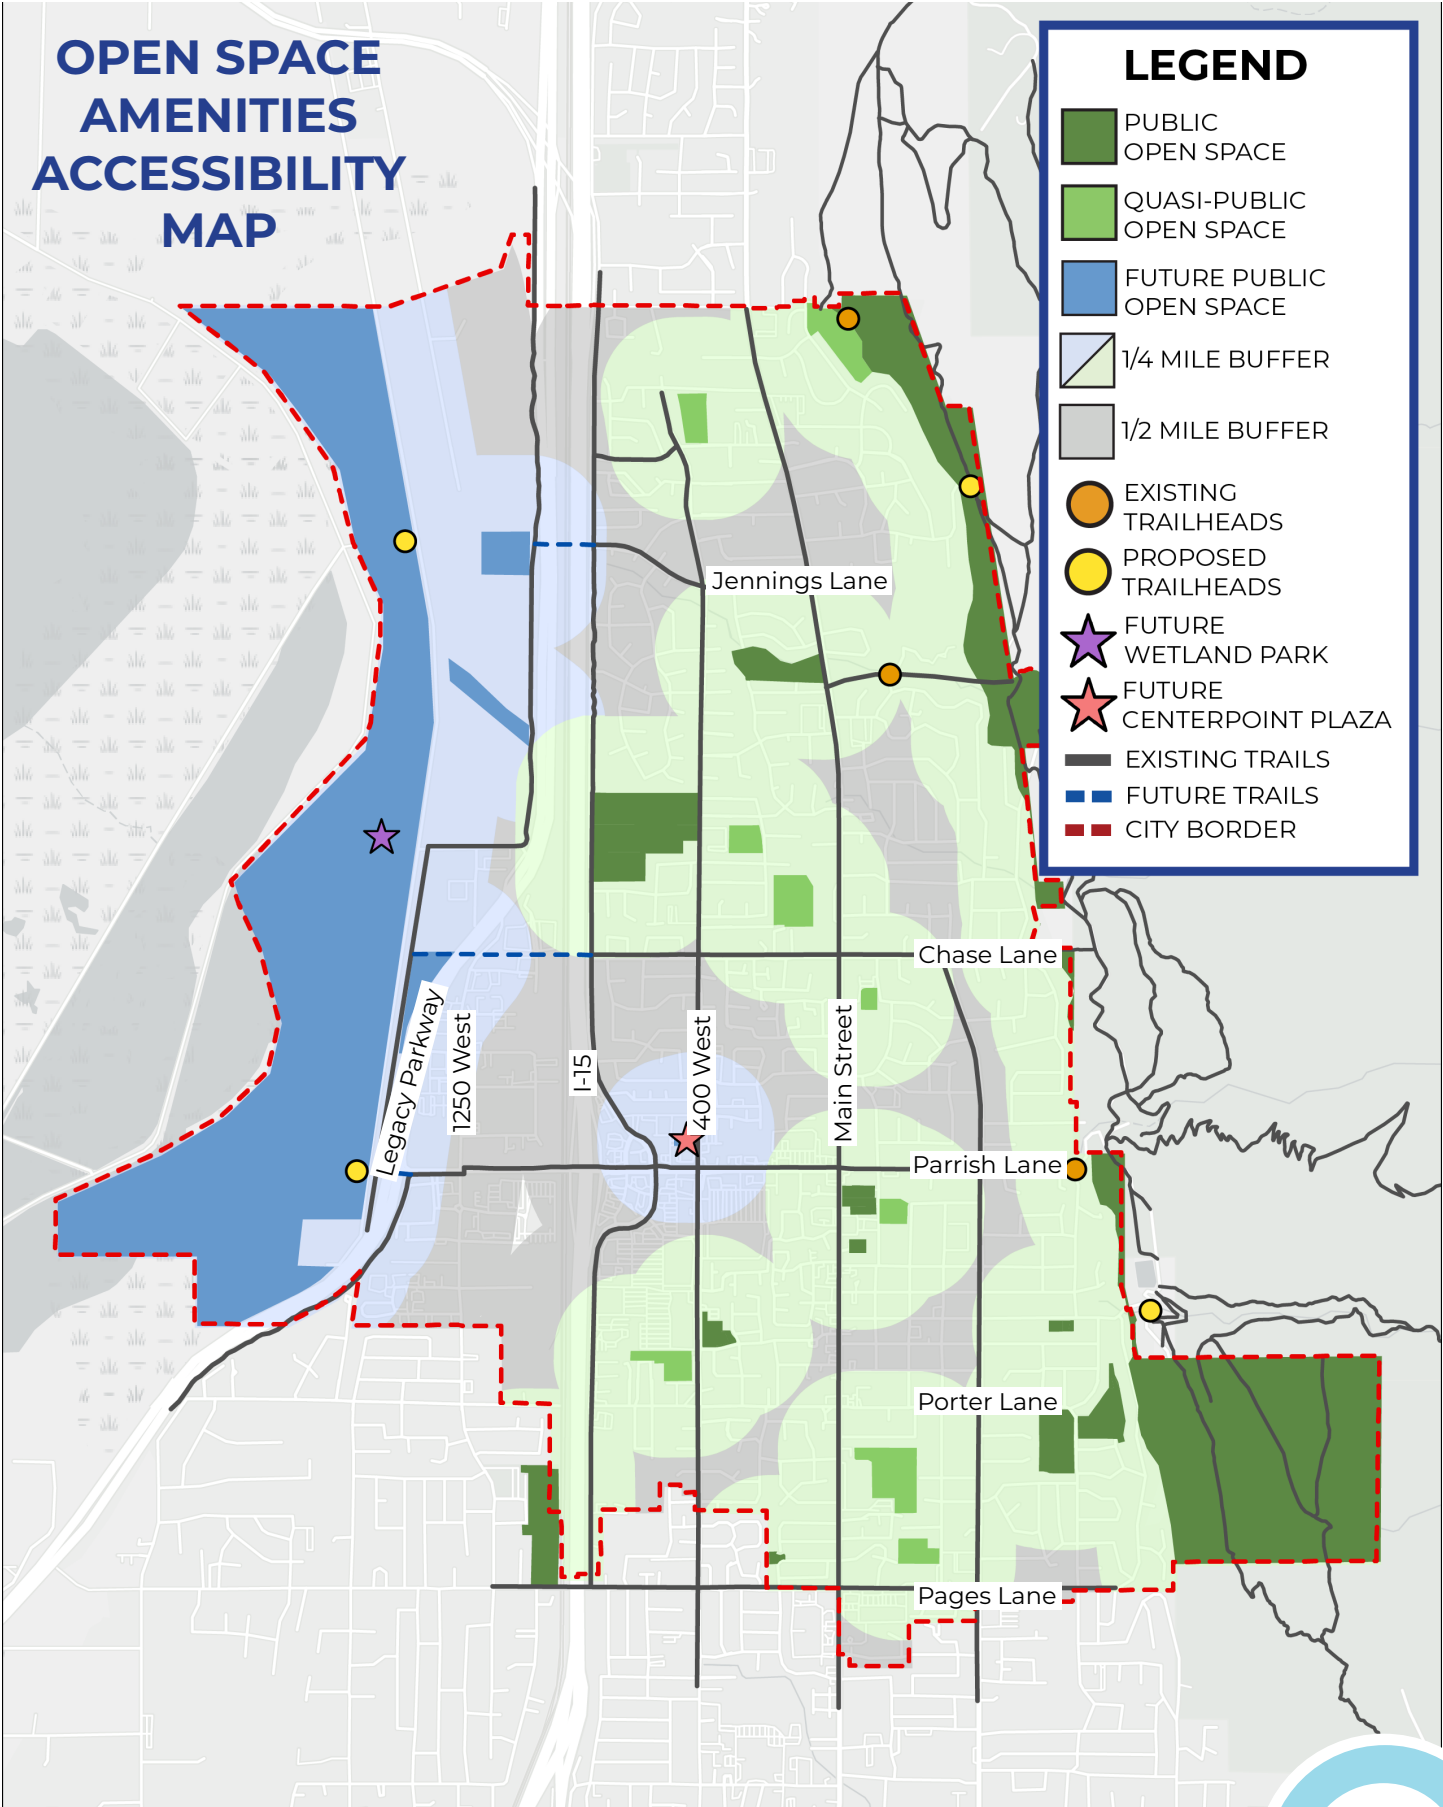 OPEN SPACE
AMENITIES
ACCESSIBILITY
MAP
LEGEND
PUBLIC
OPEN SPACE
QUASI-PUBLIC
OPEN SPACE
FUTURE PUBLIC
OPEN SPACE
1/4 MILE BUFFER
1/2 MILE BUFFER
EXISTING
TRAILHEADS
PROPOSED
TRAILHEADS
FUTURE
WETLAND PARK
FUTURE
CENTERPOINT PLAZA
EXISTING TRAILS
FUTURE TRAILS
CITY BORDER
Jennings Lane
Chase Lane
Legacy Parkway
1250 West
I-15
400 West
Main Street
Parrish Lane
Porter Lane
Pages Lane